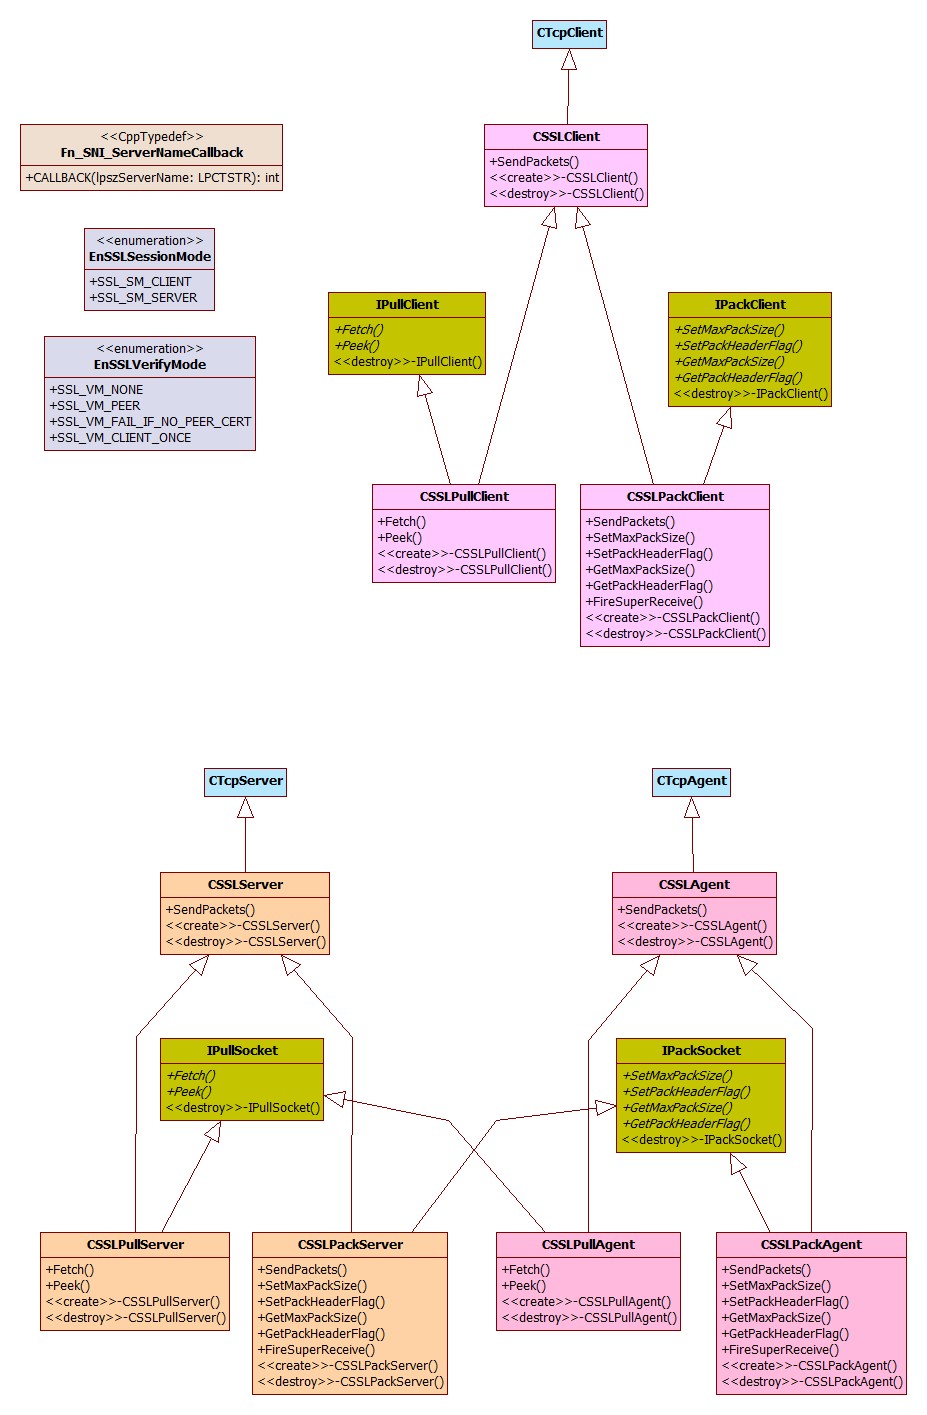 CTcpClient
<<CppTypedef>>
Fn_SNI_ServerNameCallback
+CALLBACK(lpszServerName: LPCTSTR): int
CSSLClient
+SendPackets()
<<create>>-CSSLClient()
<<destroy>>-CSSLClient()
<<enumeration>>
EnSSLSessionMode
+SSL_SM_CLIENT
+SSL_SM_SERVER
<<enumeration>>
EnSSLVerifyMode
+SSL_VM_NONE
+SSL_VM_PEER
+SSL_VM_FAIL_IF_NO_PEER_CERT
+SSL_VM_CLIENT_ONCE
IPullClient
+Fetch()
+Peek()
<<destroy>>-IPullClient()
IPackClient
+SetMaxPackSize()
+SetPackHeaderFlag()
+GetMaxPackSize()
+GetPackHeaderFlag()
<<destroy>>-IPackClient()
CSSLPullClient
+Fetch()
+Peek()
<<create>>-CSSLPullClient()
<<destroy>>-CSSLPullClient()
CSSLPackClient
+SendPackets()
+SetMaxPackSize()
+SetPackHeaderFlag()
+GetMaxPackSize()
+GetPackHeaderFlag()
+FireSuperReceive()
<<create>>-CSSLPackClient()
<<destroy>>-CSSLPackClient()
CTcpServer
CTcpAgent
CSSLServer
+SendPackets()
<<create>>-CSSLServer()
<<destroy>>-CSSLServer()
CSSLAgent
+SendPackets()
<<create>>-CSSLAgent()
<<destroy>>-CSSLAgent()
IPullSocket
+Fetch()
+Peek()
<<destroy>>-IPullSocket()
IPackSocket
+SetMaxPackSize()
+SetPackHeaderFlag()
+GetMaxPackSize()
+GetPackHeaderFlag()
<<destroy>>-IPackSocket()
CSSLPullServer
+Fetch()
+Peek()
<<create>>-CSSLPullServer()
<<destroy>>-CSSLPullServer()
CSSLPackServer
+SendPackets()
+SetMaxPackSize()
+SetPackHeaderFlag()
+GetMaxPackSize()
+GetPackHeaderFlag()
+FireSuperReceive()
<<create>>-CSSLPackServer()
<<destroy>>-CSSLPackServer()
CSSLPullAgent
+Fetch()
+Peek()
<<create>>-CSSLPullAgent()
<<destroy>>-CSSLPullAgent()
CSSLPackAgent
+SendPackets()
+SetMaxPackSize()
+SetPackHeaderFlag()
+GetMaxPackSize()
+GetPackHeaderFlag()
+FireSuperReceive()
<<create>>-CSSLPackAgent()
<<destroy>>-CSSLPackAgent()